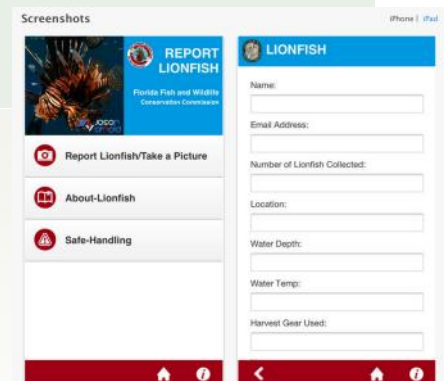 Screenshots
iPhone | iPad
REPORT
LIONFISH
Florida Fish and Wildlife
Conservation Commission
Report Lionfish/Take a Picture
About-Lionfish
Safe-Handling
LIONFISH
Name:
Email Address:
Number of Lionfish Collected:
Location:
Water Depth:
Water Temp:
Harvest Gear Used: